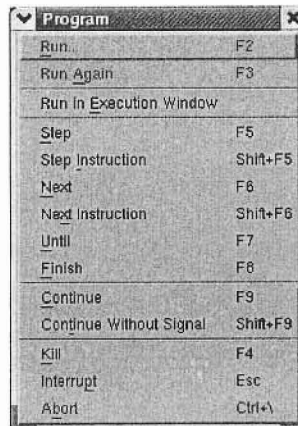 Program
Run... F2
Run Again F3
Run in Execution Window
Step F5
Step Instruction Shift+F5
Next F6
Next Instruction Shift+F6
Until F7
Finish F8
Continue F9
Continue Without Signal Shift+F9
Kill F4
Interrupt Esc
Abort Ctrl+\